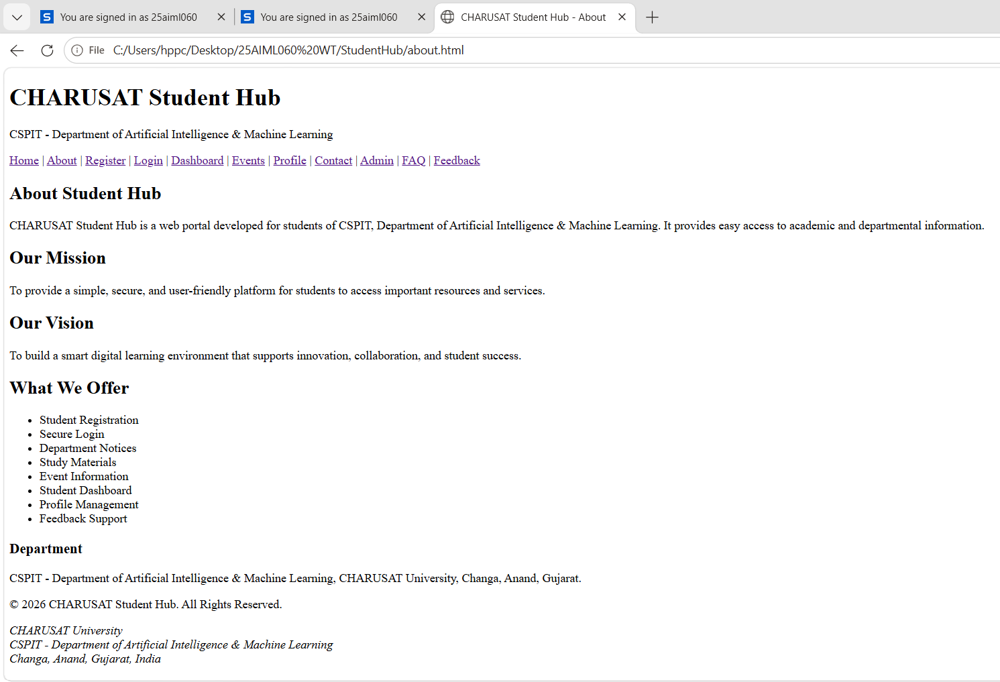 You are signed in as 25aiml060
You are signed in as 25aiml060
CHARUSAT Student Hub - About
File C:/Users/hppc/Desktop/25AIML060%20WT/StudentHub/about.html
CHARUSAT Student Hub
CSPIT - Department of Artificial Intelligence & Machine Learning
Home | About | Register | Login | Dashboard | Events | Profile | Contact | Admin | FAQ | Feedback
About Student Hub
CHARUSAT Student Hub is a web portal developed for students of CSPIT, Department of Artificial Intelligence & Machine Learning. It provides easy access to academic and departmental information.
Our Mission
To provide a simple, secure, and user-friendly platform for students to access important resources and services.
Our Vision
To build a smart digital learning environment that supports innovation, collaboration, and student success.
What We Offer
• Student Registration
• Secure Login
• Department Notices
• Study Materials
• Event Information
• Student Dashboard
• Profile Management
• Feedback Support
Department
CSPIT - Department of Artificial Intelligence & Machine Learning, CHARUSAT University, Changa, Anand, Gujarat.
© 2026 CHARUSAT Student Hub. All Rights Reserved.
CHARUSAT University
CSPIT - Department of Artificial Intelligence & Machine Learning
Changa, Anand, Gujarat, India